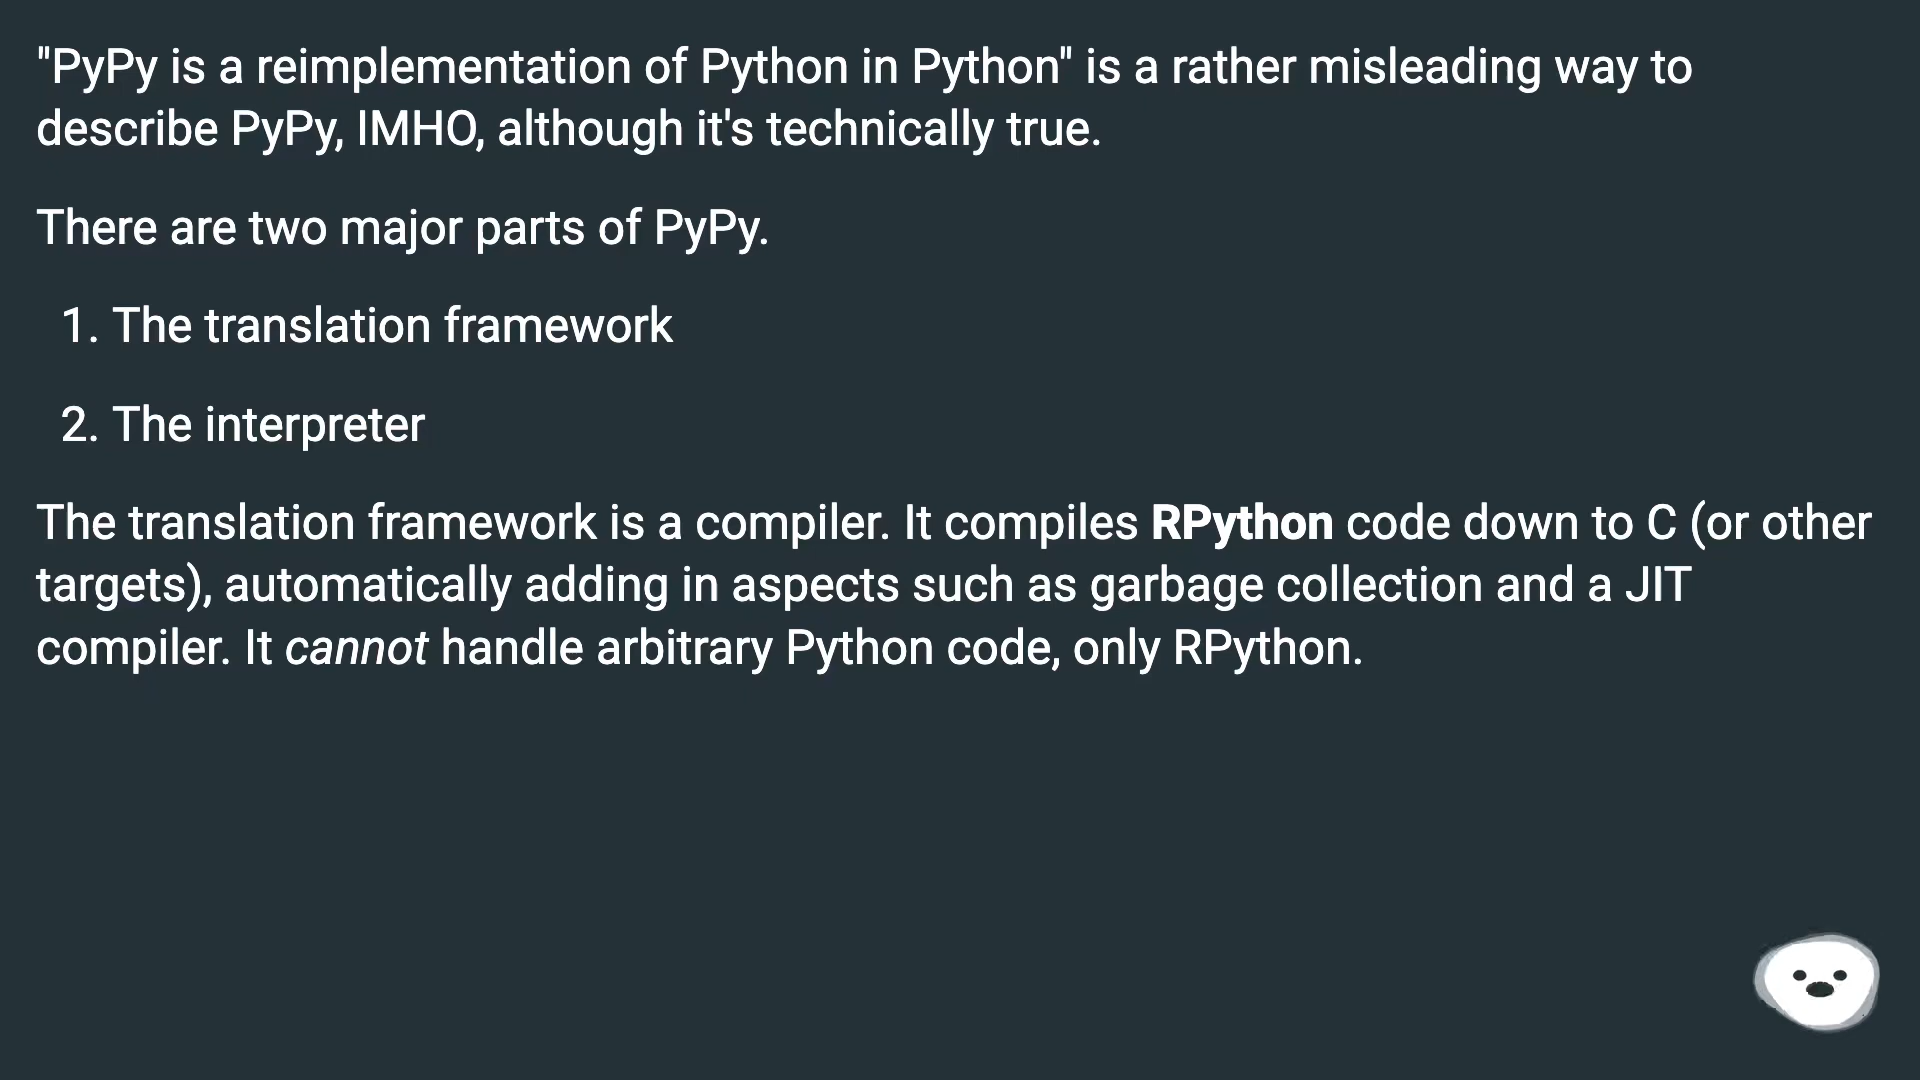 "PyPy is a reimplementation of Python in Python" is a rather misleading way to
describe PyPy, IMHO, although it's technically true.
There are two major parts of PyPy.
1. The translation framework
2. The interpreter
The translation framework is a compiler. It compiles RPython code down to C (or other
targets), automatically adding in aspects such as garbage collection and a JIT
compiler. It cannot handle arbitrary Python code, only RPython.